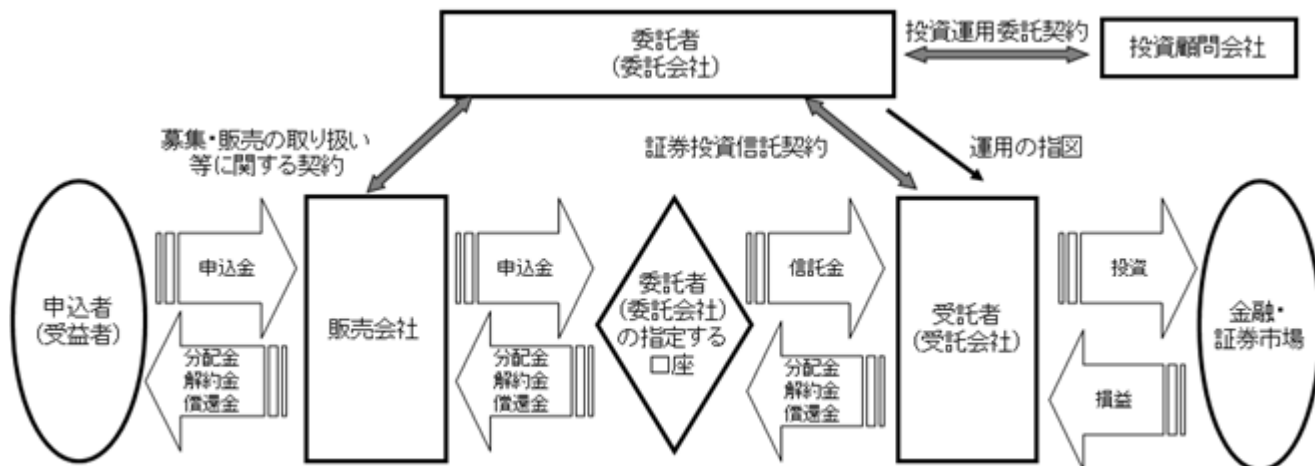 委託者
(委託会社)
投資運用委託契約
投資顧問会社
募集・販売の取り扱い
等に関する契約
証券投資信託契約
運用の指図
申込者
(受益者)
申込金
分配金
解約金
償還金
販売会社
申込金
分配金
解約金
償還金
委託者
(委託会社)
の指定する
口座
信託金
分配金
解約金
償還金
受託者
(受託会社)
投資
損益
金融・
証券市場